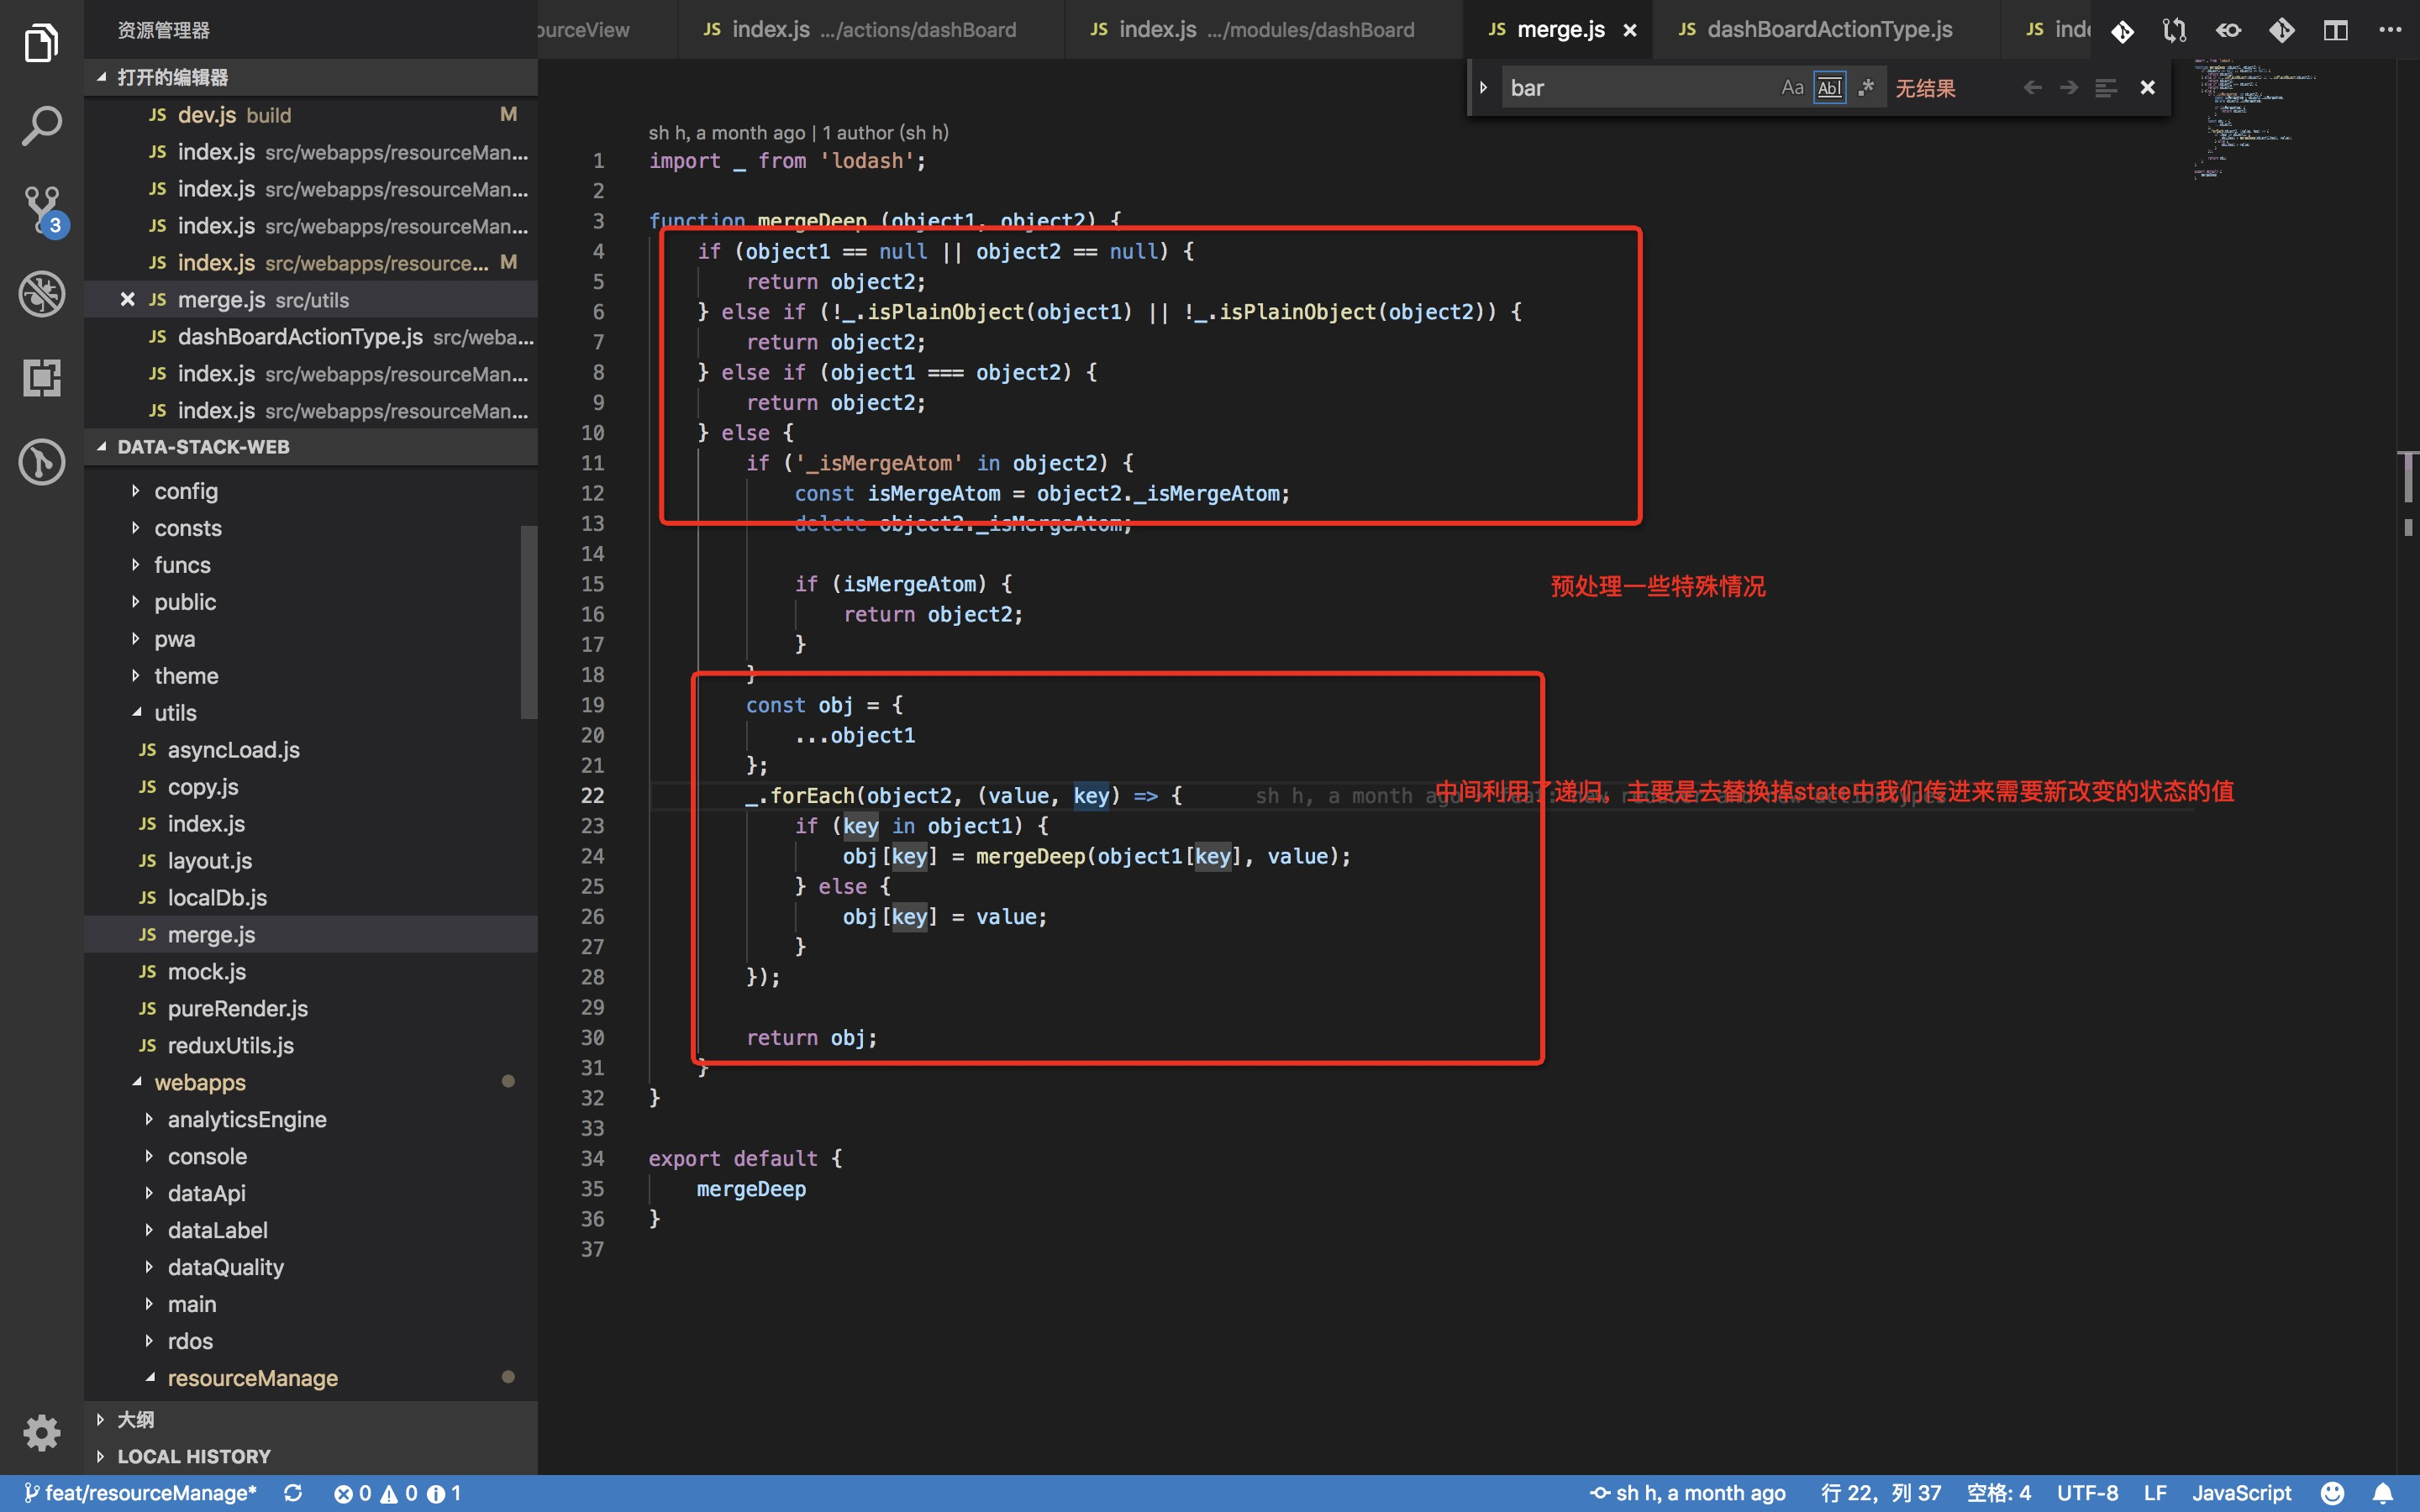 资源管理器
ourceView
JS index.js .../actions/dashBoard
JS index.js .../modules/dashBoard
JS merge.js
JS dashBoardActionType.js
JS
打开的编辑器
JS dev.js build M
JS index.js src/webapps/resourceMan...
JS index.js src/webapps/resourceMan...
JS index.js src/webapps/resourceMan...
JS index.js src/webapps/resource... M
JS merge.js src/utils
JS dashBoardActionType.js src/weba...
JS index.js src/webapps/resourceMan...
JS index.js src/webapps/resourceMan...
3
DATA-STACK-WEB
config
consts
funcs
public
pwa
theme
utils
JS asyncLoad.js
JS copy.js
JS index.js
JS layout.js
JS localDb.js
JS merge.js
JS mock.js
JS pureRender.js
JS reduxUtils.js
webapps
analyticsEngine
console
dataApi
dataLabel
dataQuality
main
rdos
resourceManage
大纲
LOCAL HISTORY
bar Aa Abl .* 无结果
sh h, a month ago | 1 author (sh h)
1 import _ from 'lodash';
2
3 function mergeDeep (object1, object2) {
4 if (object1 == null || object2 == null) {
5 return object2;
6 } else if (!_.isPlainObject(object1) || !_.isPlainObject(object2)) {
7 return object2;
8 } else if (object1 === object2) {
9 return object2;
10 } else {
11 if ('_isMergeAtom' in object2) {
12 const isMergeAtom = object2._isMergeAtom;
13 delete object2._isMergeAtom;
14
15 if (isMergeAtom) {
预处理一些特殊情况
16 return object2;
17 }
18 }
19 const obj = {
20 ...object1
21 };
22 _.forEach(object2, (value, key) => { sh h, a month ago
中间利用了递归，主要是去替换掉state中我们传进来需要新改变的状态的值
23 if (key in object1) {
24 obj[key] = mergeDeep(object1[key], value);
25 } else {
26 obj[key] = value;
27 }
28 });
29
30 return obj;
31 }
32 }
33
34 export default {
35 mergeDeep
36 }
37
feat/resourceManage* 0 0 1 sh h, a month ago 行 22，列 37 空格: 4 UTF-8 LF JavaScript